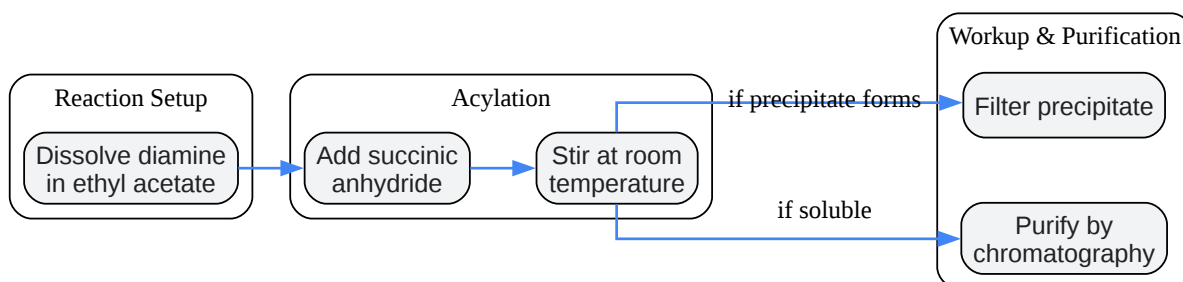 Reaction Setup
Dissolve diamine
in ethyl acetate
Acylation
Add succinic
anhydride
Stir at room
temperature
if precipitate forms
if soluble
Workup & Purification
Filter precipitate
Purify by
chromatography